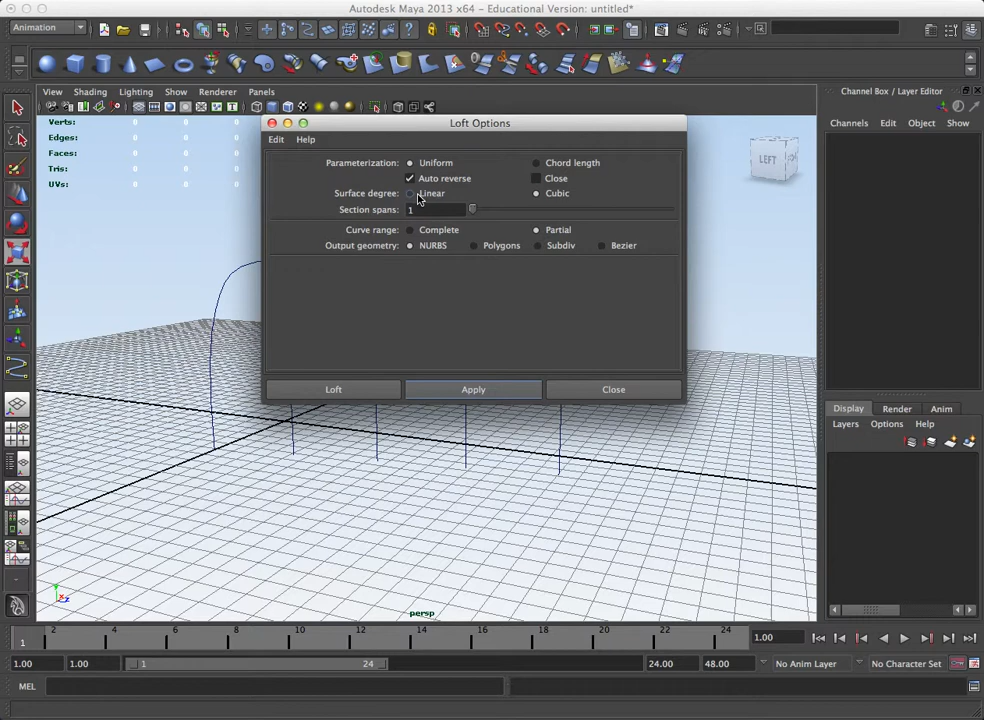 Autodesk Maya 2013 x64 - Educational Version: untitled*
Animation
View Shading Lighting Show Renderer Panels
Verts: 0 0 0
Edges: 0 0 0
Faces: 0 0 0
Tris: 0 0 0
UVs: 0 0 0
Loft Options
Edit Help
Parameterization: Uniform Chord length
Auto reverse Close
Surface degree: Linear Cubic
Section spans: 1
Curve range: Complete Partial
Output geometry: NURBS Polygons Subdiv Bezier
Loft Apply Close
LEFT
persp
Channel Box / Layer Editor
Channels Edit Object Show
Display Render Anim
Layers Options Help
1 2 4 6 8 10 12 14 16 18 20 22 24 1.00
1.00 1.00 1 24 24.00 48.00 No Anim Layer No Character Set
MEL